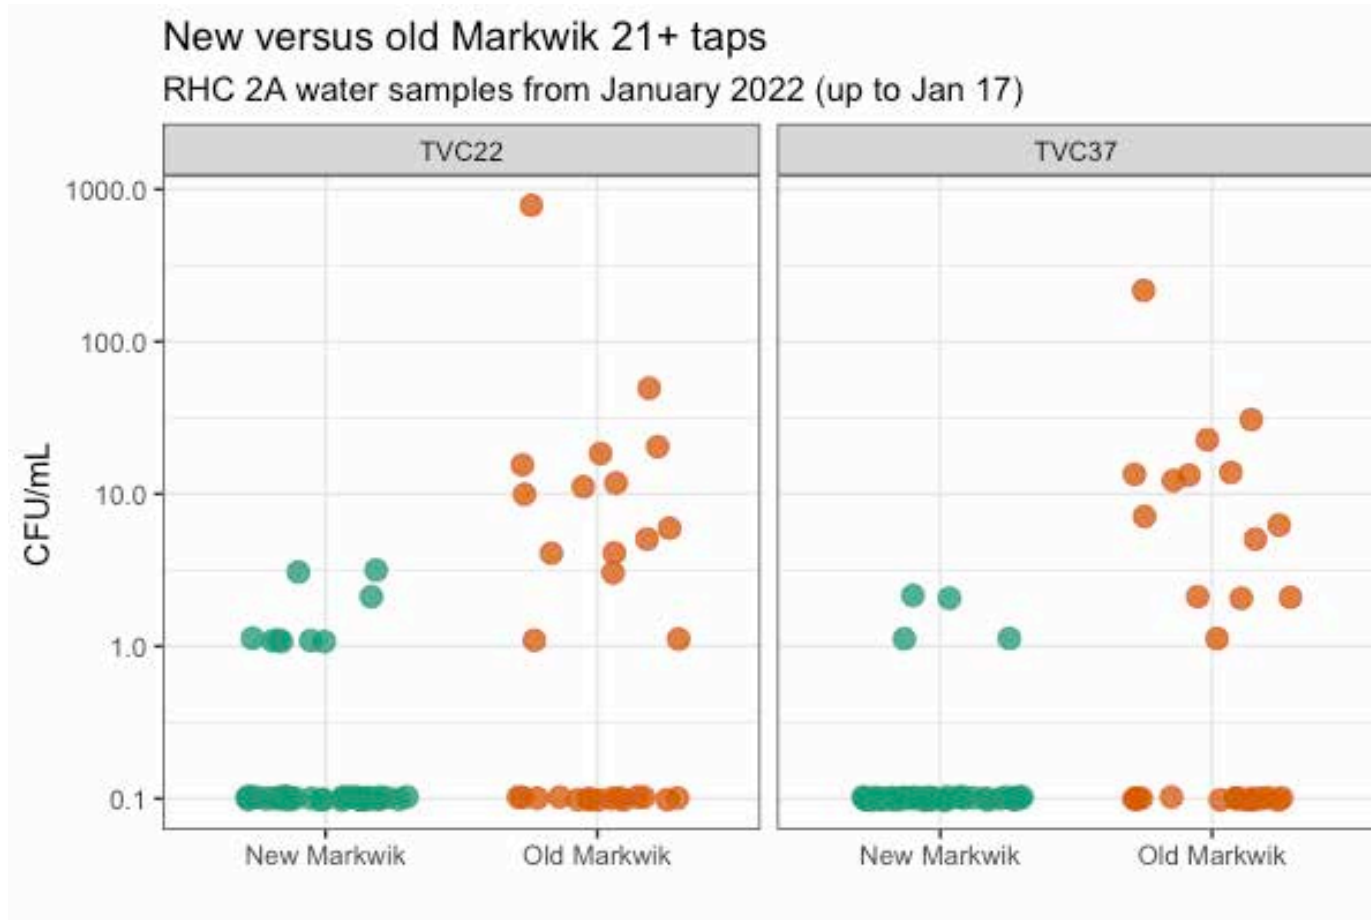 New versus old Markwik 21+ taps
RHC 2A water samples from January 2022 (up to Jan 17)
TVC22
TVC37
CFU/mL
1000.0
100.0
10.0
1.0
0.1
New Markwik
Old Markwik
New Markwik
Old Markwik